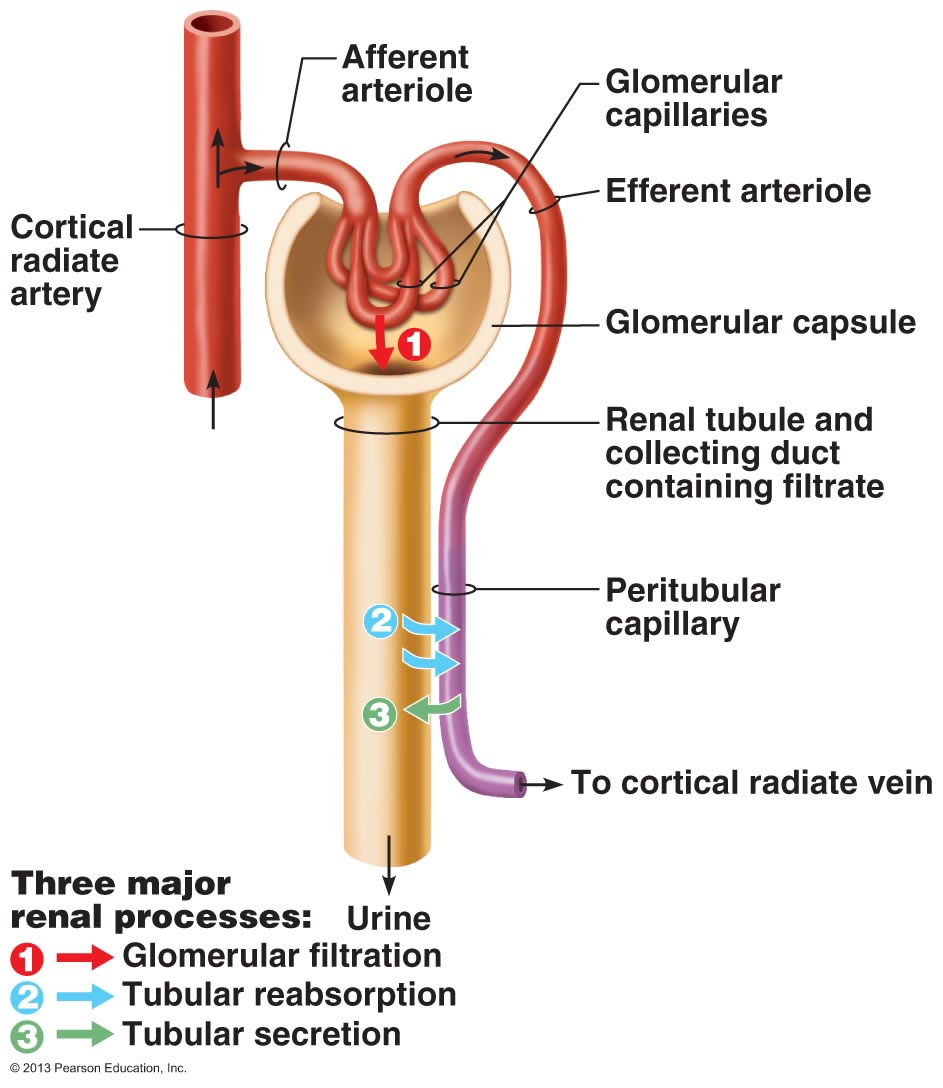 Afferent
arteriole
Glomerular
capillaries
Efferent arteriole
Cortical
radiate
artery
Glomerular capsule
1
Renal tubule and
collecting duct
containing filtrate
Peritubular
capillary
2
3
To cortical radiate vein
Three major
renal processes:
Urine
1 Glomerular filtration
2 Tubular reabsorption
3 Tubular secretion
© 2013 Pearson Education, Inc.